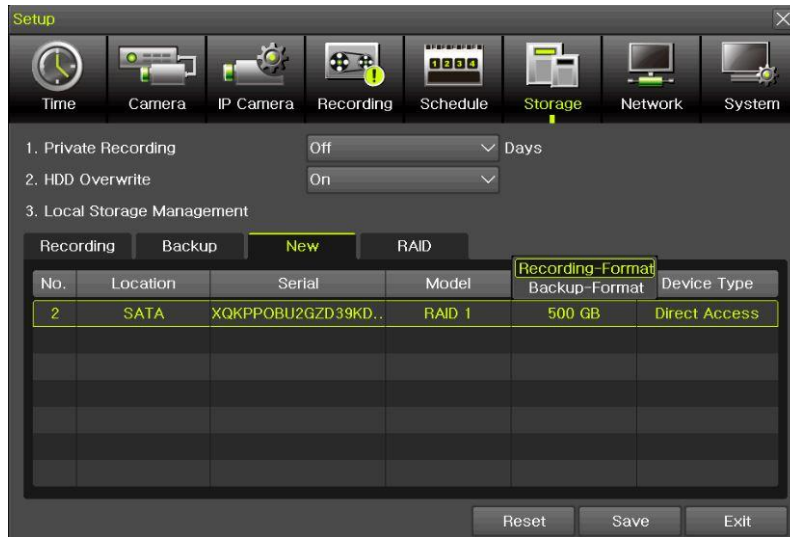 Setup
1234
Time Camera IP Camera Recording Schedule Storage Network System
1. Private Recording Off Days
2. HDD Overwrite On
3. Local Storage Management
Recording Backup New RAID
Recording-Format
Backup-Format
No. Location Serial Model Device Type
2 SATA XQKPPOBU2GZD39KD.. RAID 1 500 GB Direct Access
Reset Save Exit